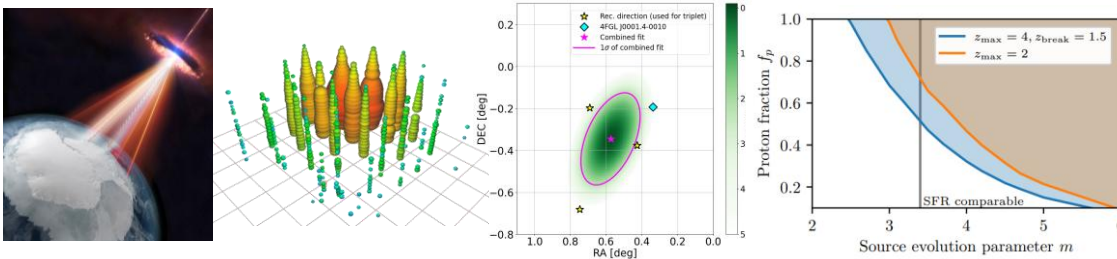 0.2
0.0
−0.2
−0.4
−0.6
−0.8
DEC [deg]
1.0
0.8
0.6
0.4
0.2
0.0
RA [deg]
Rec. direction (used for triplet)
4FGL J0001.4-0010
Combined fit
1σ of combined fit
0
1
2
3
4
5
1.0
0.8
0.6
0.4
0.2
Proton fraction fₚ
z_max = 4, z_break = 1.5
z_max = 2
SFR comparable
2
3
4
5
Source evolution parameter m